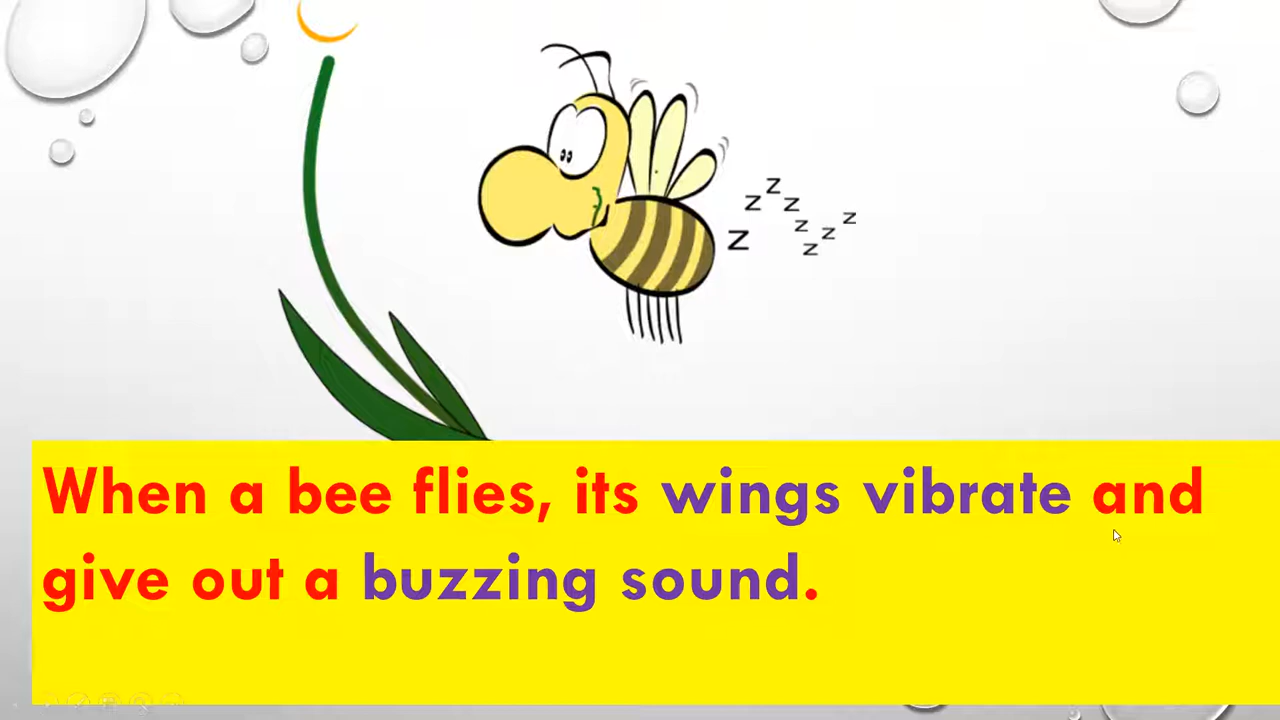 z z z z z z z z
When a bee flies, its wings vibrate and
give out a buzzing sound.